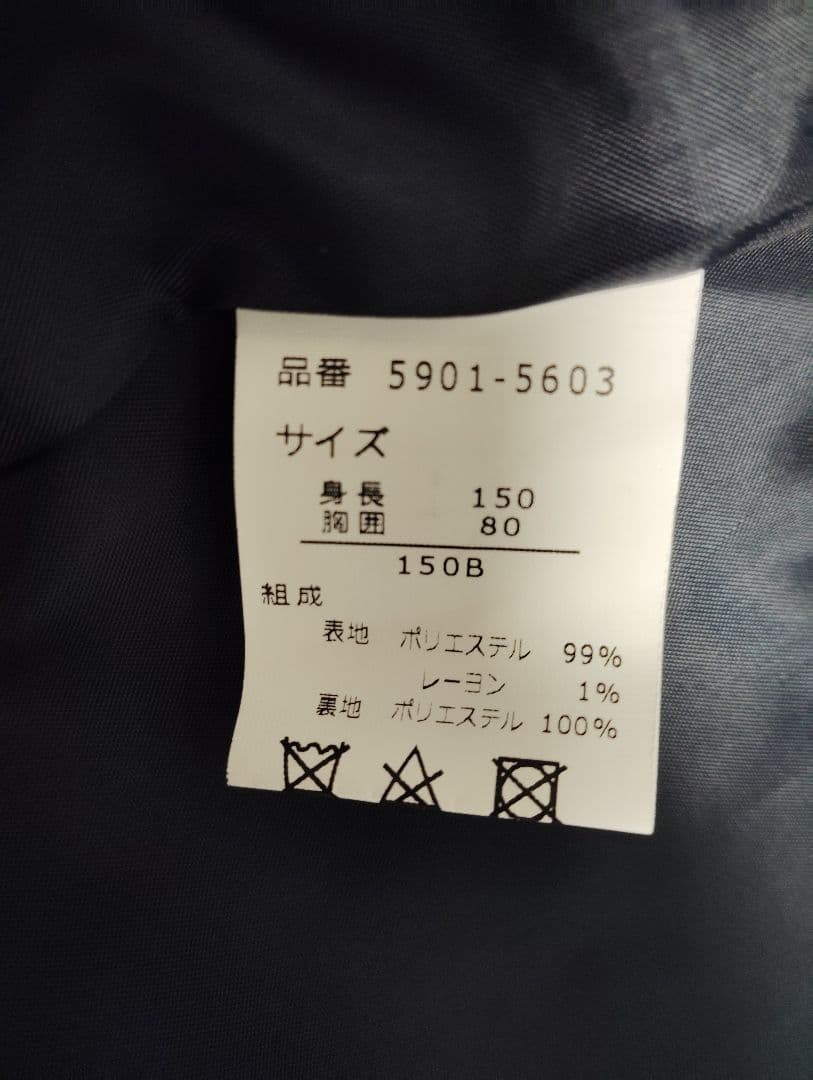 品番 5901-5603
サイズ
身長 150
胸囲 80
150B
組成
表地 ポリエステル 99%
レーヨン 1%
裏地 ポリエステル 100%